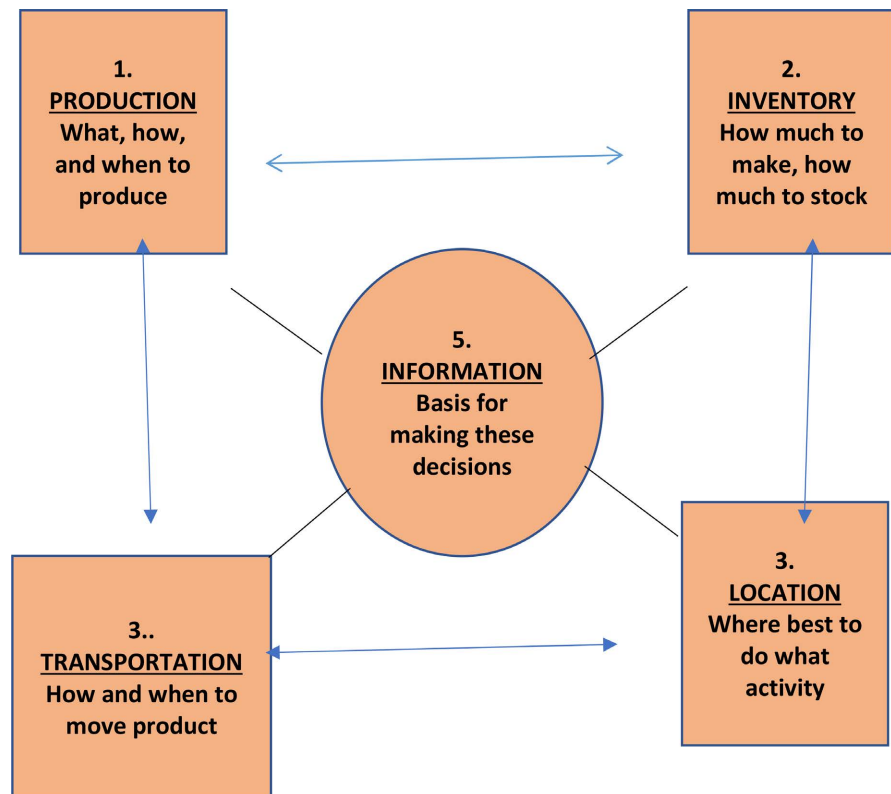 1.
PRODUCTION
What, how,
and when to
produce
2.
INVENTORY
How much to
make, how
much to stock
5.
INFORMATION
Basis for
making these
decisions
3..
TRANSPORTATION
How and when to
move product
3.
LOCATION
Where best to
do what
activity